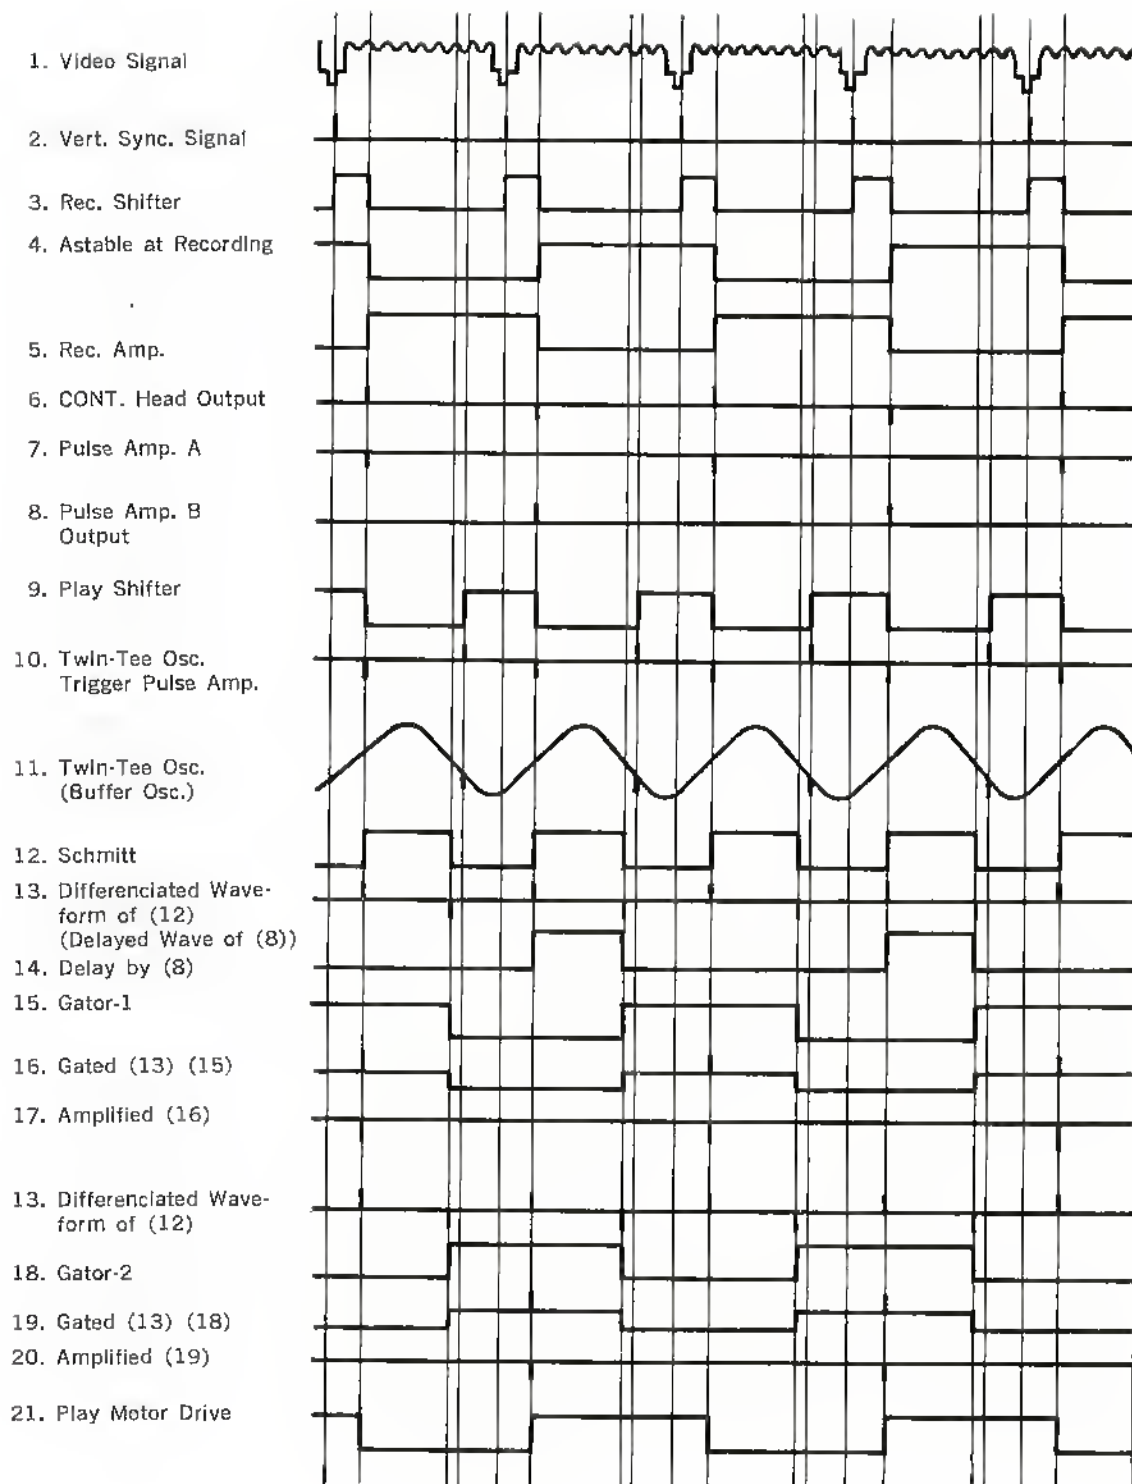 1. Video Signal
2. Vert. Sync. Signal
3. Rec. Shifter
4. Astable at Recording
5. Rec. Amp.
6. CONT. Head Output
7. Pulse Amp. A
8. Pulse Amp. B
Output
9. Play Shifter
10. Twin-Tee Osc.
Trigger Pulse Amp.
11. Twin-Tee Osc.
(Buffer Osc.)
12. Schmitt
13. Differenciated Wave-
form of (12)
(Delayed Wave of (8))
14. Delay by (8)
15. Gator-1
16. Gated (13) (15)
17. Amplified (16)
13. Differenciated Wave-
form of (12)
18. Gator-2
19. Gated (13) (18)
20. Amplified (19)
21. Play Motor Drive